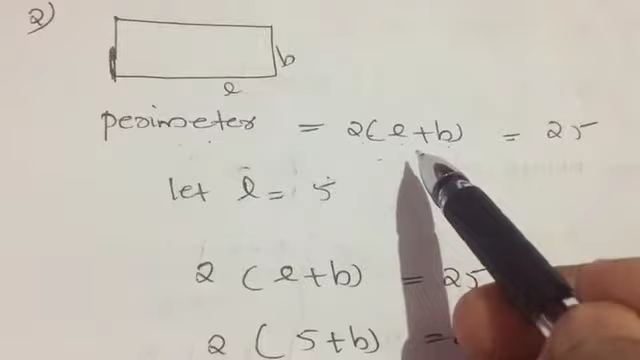 2)
b
l
perimeter = 2(l+b) = 25
let l = 5
2 (l+b) = 25
2 (5+b) =